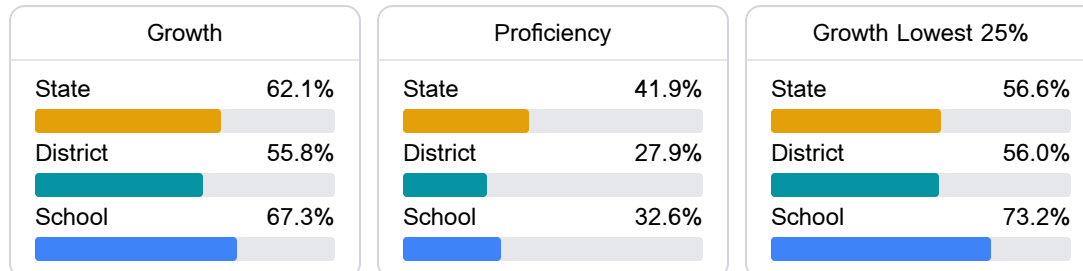 Growth
State 62.1%
District 55.8%
School 67.3%
Proficiency
State 41.9%
District 27.9%
School 32.6%
Growth Lowest 25%
State 56.6%
District 56.0%
School 73.2%